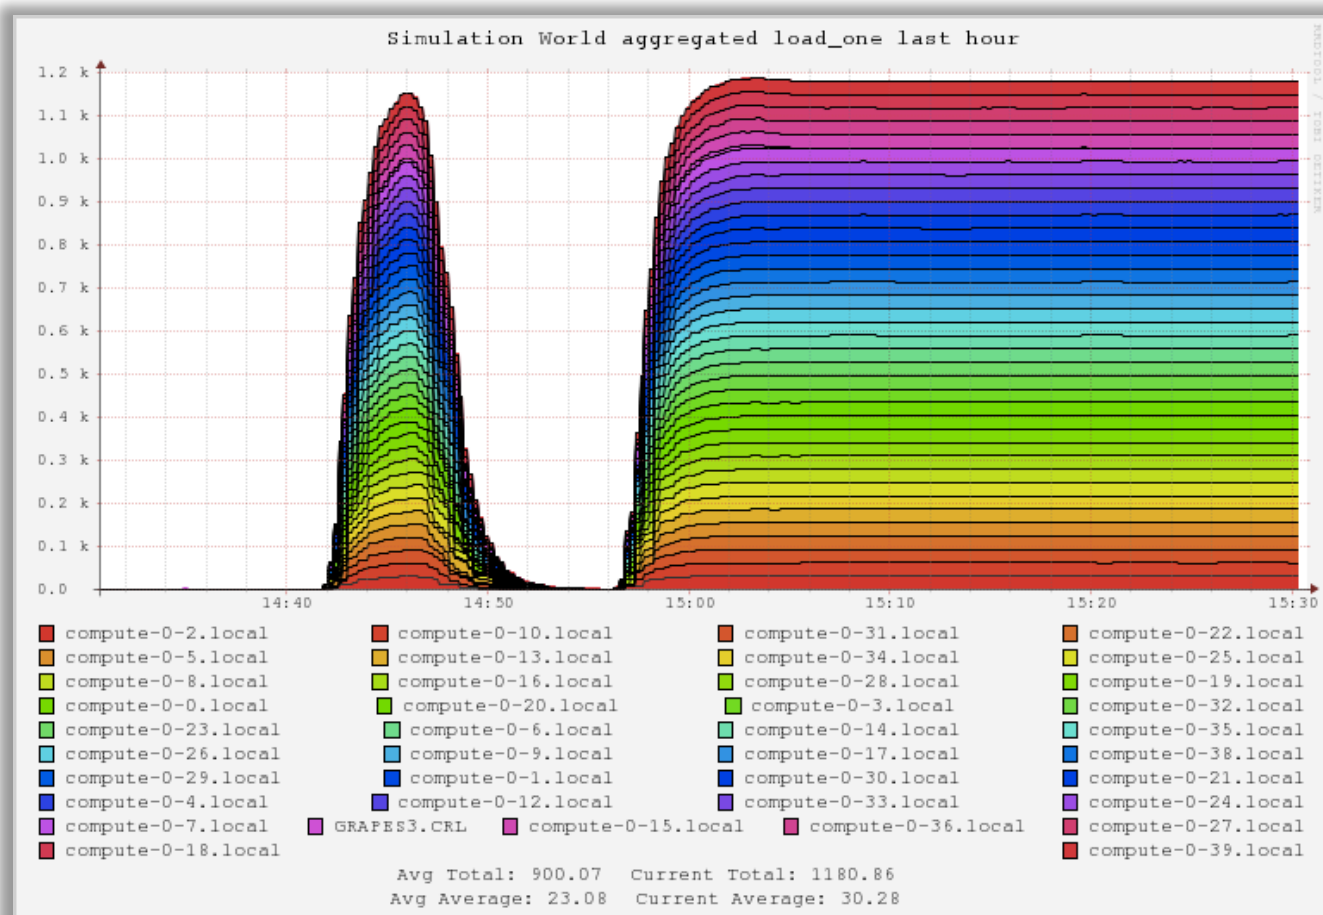 Simulation World aggregated load_one last hour
RRDTOOL / TOBI OETIKER
1.2 k
1.1 k
1.0 k
0.9 k
0.8 k
0.7 k
0.6 k
0.5 k
0.4 k
0.3 k
0.2 k
0.1 k
0.0
14:40 14:50 15:00 15:10 15:20 15:30
compute-0-2.local compute-0-10.local compute-0-31.local compute-0-22.local
compute-0-5.local compute-0-13.local compute-0-34.local compute-0-25.local
compute-0-8.local compute-0-16.local compute-0-28.local compute-0-19.local
compute-0-0.local compute-0-20.local compute-0-3.local compute-0-32.local
compute-0-23.local compute-0-6.local compute-0-14.local compute-0-35.local
compute-0-26.local compute-0-9.local compute-0-17.local compute-0-38.local
compute-0-29.local compute-0-1.local compute-0-30.local compute-0-21.local
compute-0-4.local compute-0-12.local compute-0-33.local compute-0-24.local
compute-0-7.local GRAPES3.CRL compute-0-15.local compute-0-36.local compute-0-27.local
compute-0-18.local compute-0-39.local
Avg Total: 900.07 Current Total: 1180.86
Avg Average: 23.08 Current Average: 30.28